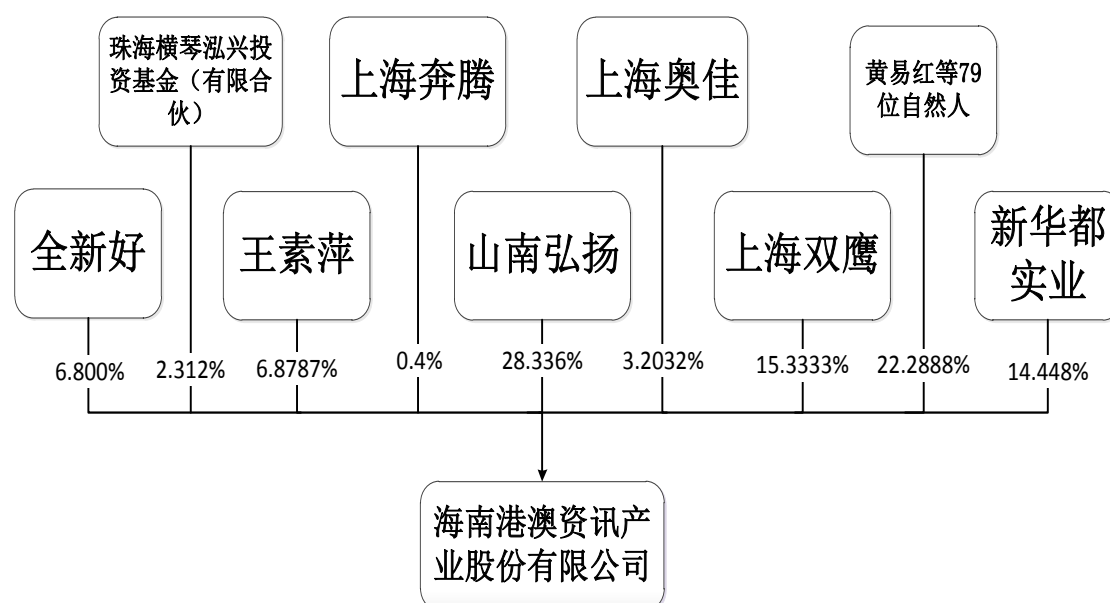 珠海横琴泓兴投
资基金（有限合
伙）
上海奔腾
上海奥佳
黄易红等79
位自然人
全新好
王素萍
山南弘扬
上海双鹰
新华都
实业
6.800%
2.312%
6.8787%
0.4%
28.336%
3.2032%
15.3333%
22.2888%
14.448%
海南港澳资讯产
业股份有限公司